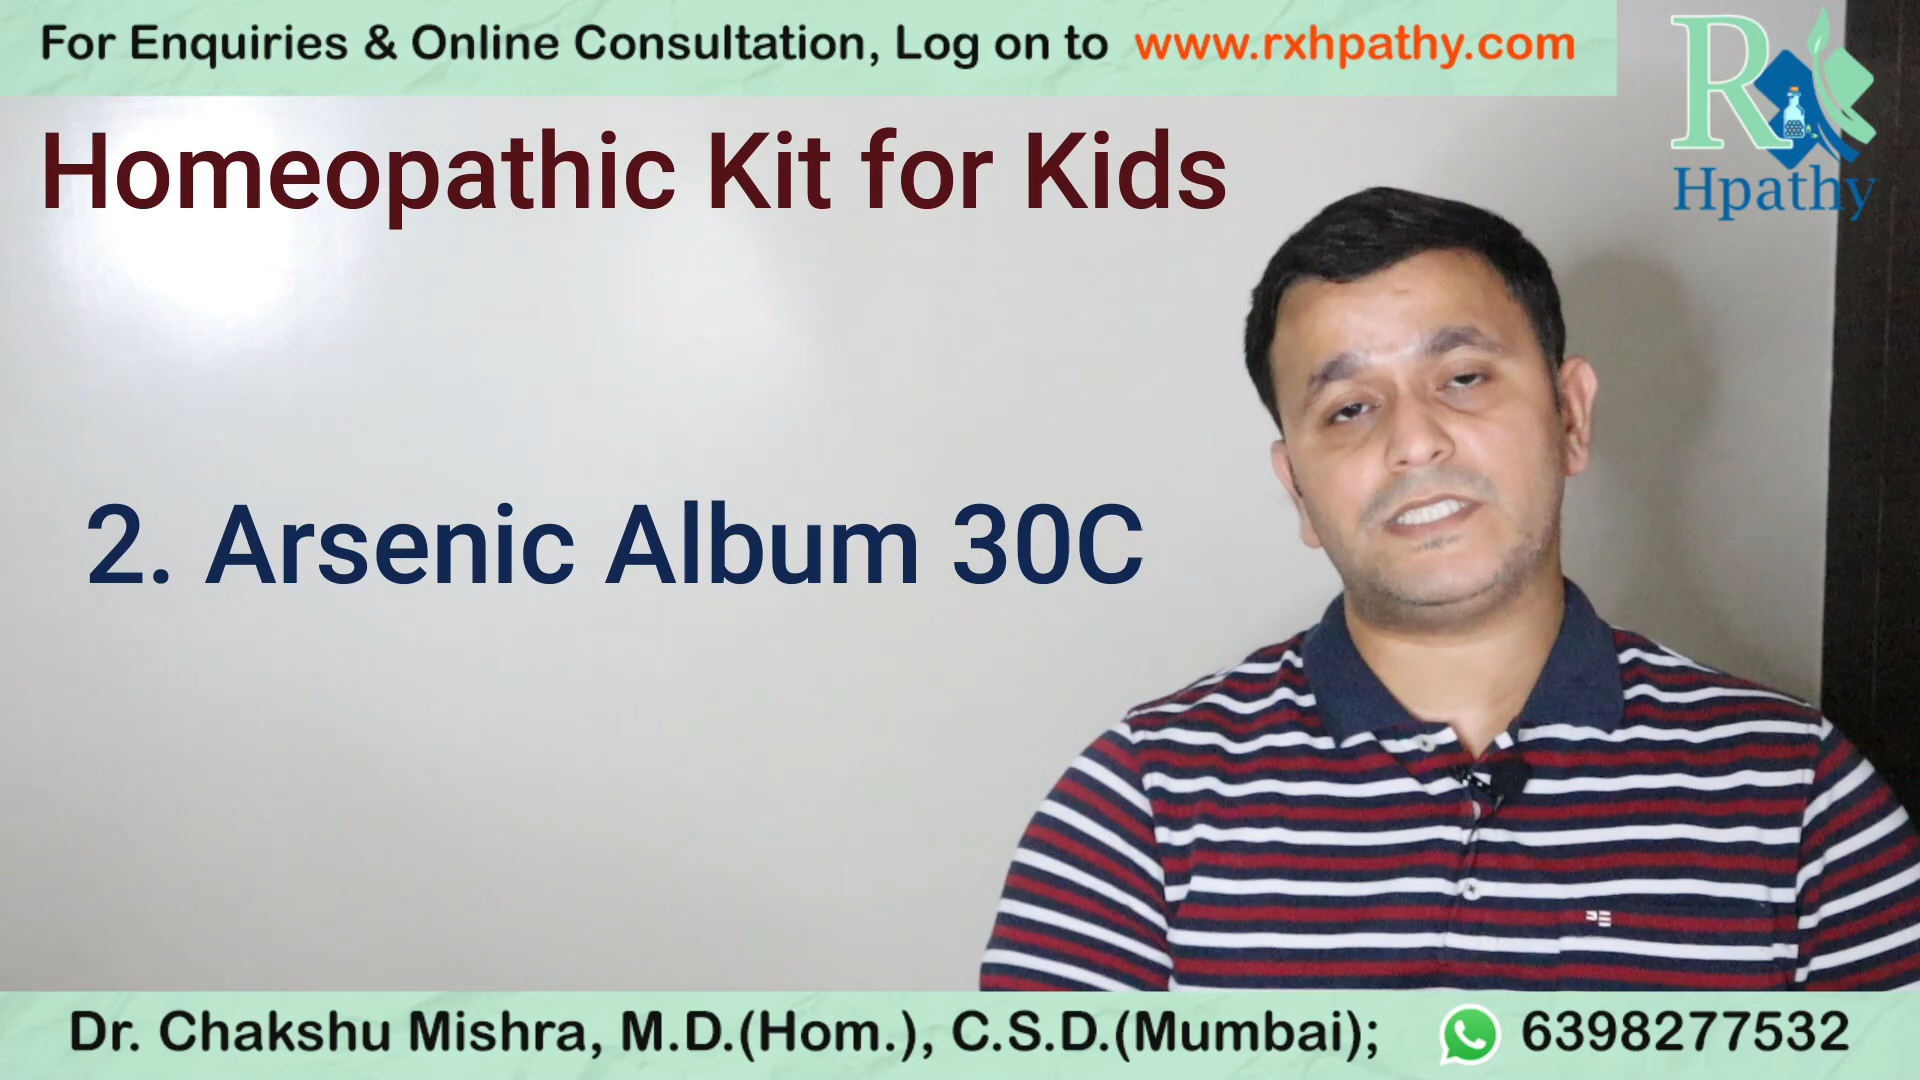 For Enquiries & Online Consultation, Log on to www.rxhpathy.com
Rx
Hpathy
Homeopathic Kit for Kids
2. Arsenic Album 30C
Dr. Chakshu Mishra, M.D.(Hom.), C.S.D.(Mumbai); 6398277532